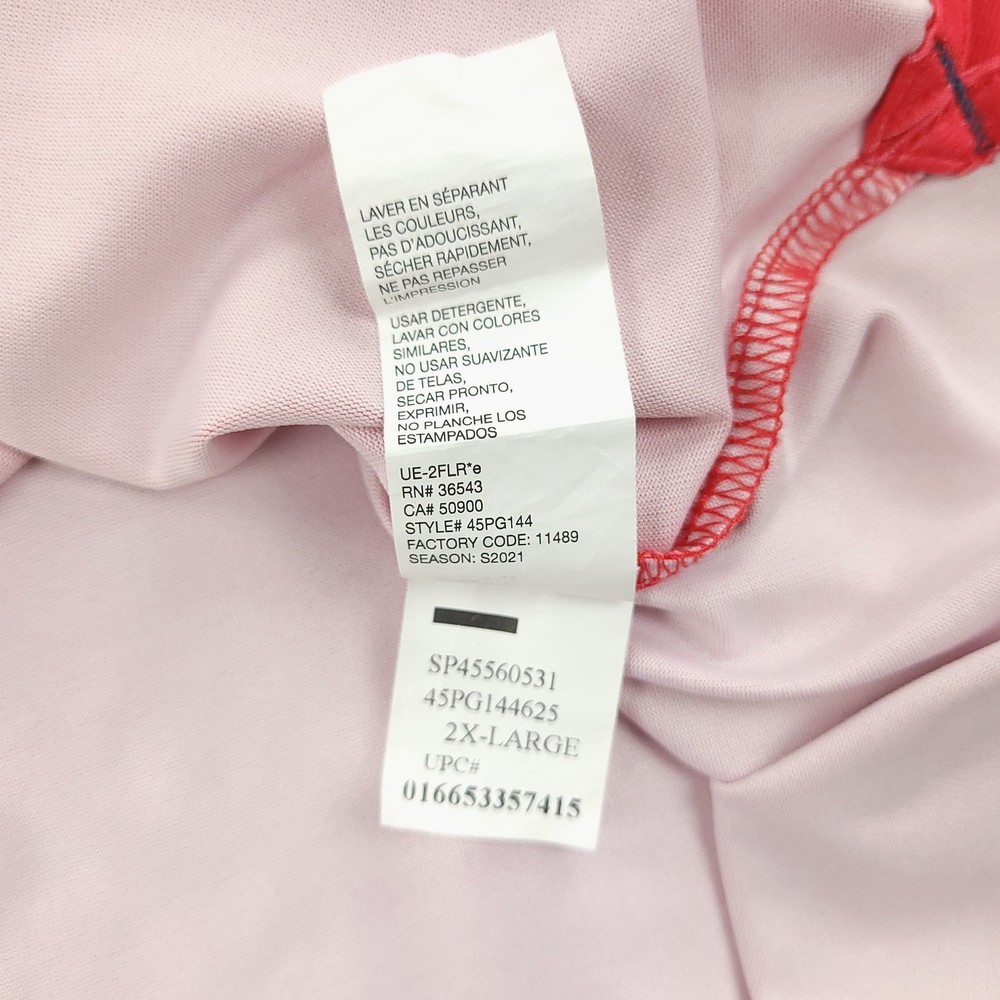 LAVER EN SÉPARANT
LES COULEURS,
PAS D'ADOUCISSANT,
SÉCHER RAPIDEMENT,
NE PAS REPASSER
L'IMPRESSION
USAR DETERGENTE,
LAVAR CON COLORES
SIMILARES,
NO USAR SUAVIZANTE
DE TELAS,
SECAR PRONTO,
EXPRIMIR,
NO PLANCHE LOS
ESTAMPADOS
UE-2FLR*e
RN# 36543
CA# 50900
STYLE# 45PG144
FACTORY CODE: 11489
SEASON: S2021
SP45560531
45PG144625
2X-LARGE
UPC#
016653357415